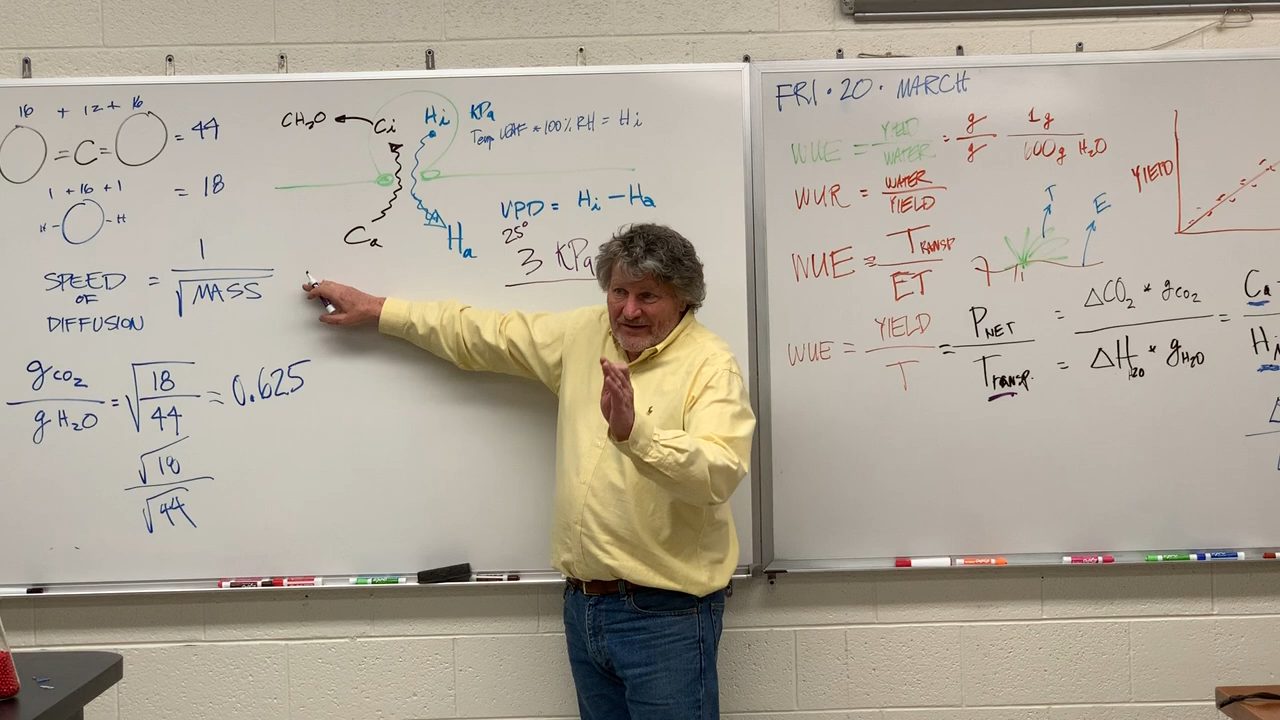 16 + 12 + 16
=C= = 44
1 + 16 + 1
H- -H = 18
SPEED OF DIFFUSION = 1 / √MASS
gCO2 / gH2O = √18/44 = 0.625
√18 / √44
CH2O ← Ci
Ca
Hi
Ha
KPa
Temp LEAF * 100% RH = Hi
VPD = Hi - Ha
25°
3 KPa
FRI · 20 · MARCH
WUE = YIELD / WATER = g / g 1g / 600g H2O
WUR = WATER / YIELD
WUE = TRANSP / ET
T
E
WUE = YIELD / T = PNET / TRANSP. = ΔCO2 * gCO2 / ΔH2O * gH2O = Ca
YIELD